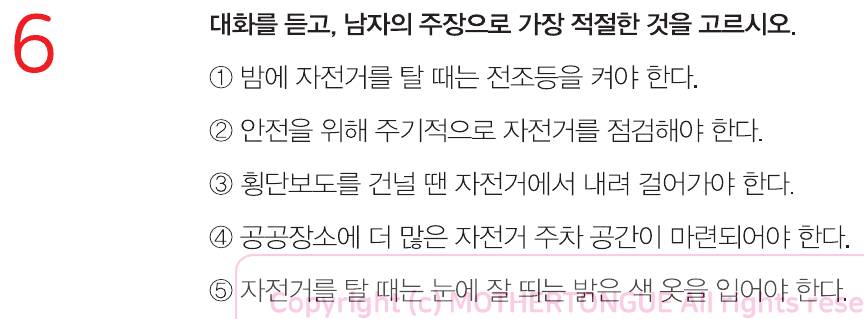 6
대화를 듣고, 남자의 주장으로 가장 적절한 것을 고르시오.
① 밤에 자전거를 탈 때는 전조등을 켜야 한다.
② 안전을 위해 주기적으로 자전거를 점검해야 한다.
③ 횡단보도를 건널 땐 자전거에서 내려 걸어가야 한다.
④ 공공장소에 더 많은 자전거 주차 공간이 마련되어야 한다.
⑤ 자전거를 탈 때는 눈에 잘 띄는 밝은 색 옷을 입어야 한다.
Copyright (c) MOTHERTONGUE All rights rese